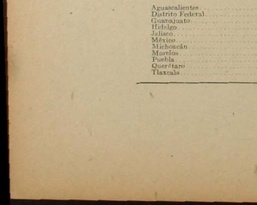 Aguascalientes
Distrito Federal
Guanajuato
Hidalgo
Jalisco
México
Michoacán
Morelos
Puebla
Querétaro
Tlaxcala